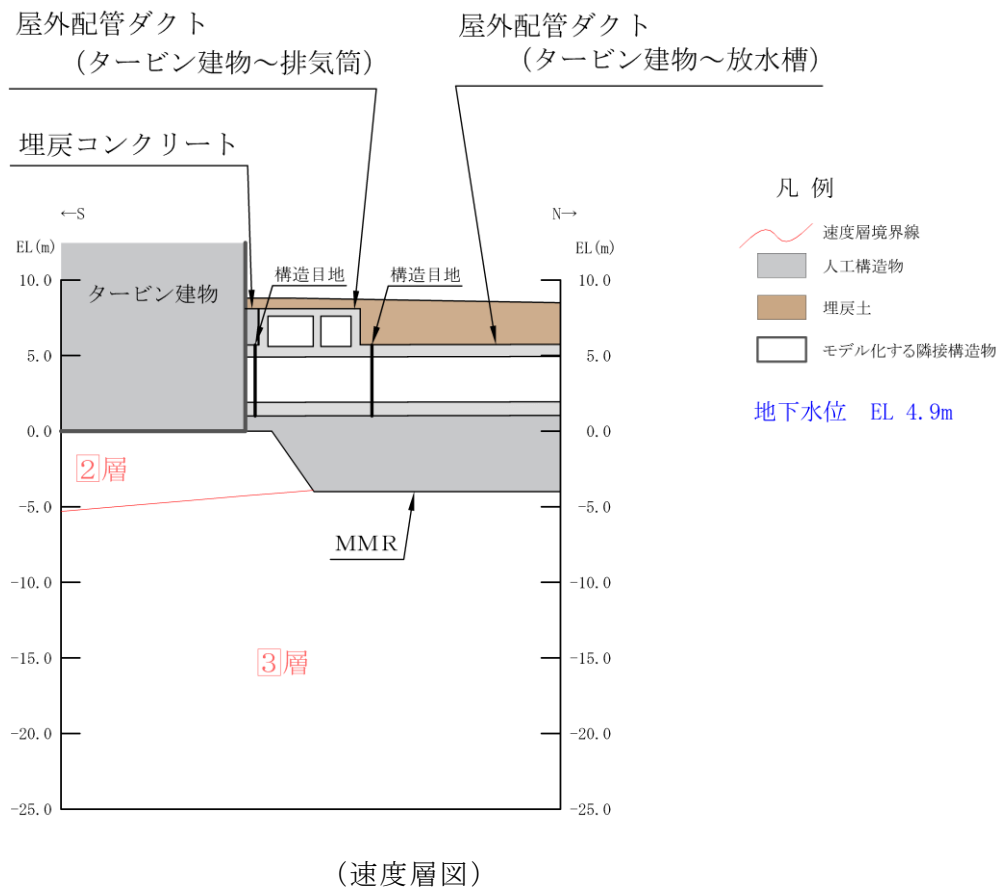 屋外配管ダクト
（タービン建物～排気筒）
屋外配管ダクト
（タービン建物～放水槽）
埋戻コンクリート
凡 例
←S
N→
速度層境界線
EL(m)
EL(m)
人工構造物
構造目地
構造目地
10.0
10.0
タービン建物
埋戻土
5.0
5.0
モデル化する隣接構造物
地下水位 EL 4.9m
0.0
0.0
2層
-5.0
-5.0
MMR
-10.0
-10.0
-15.0
-15.0
3層
-20.0
-20.0
-25.0
-25.0
（速度層図）